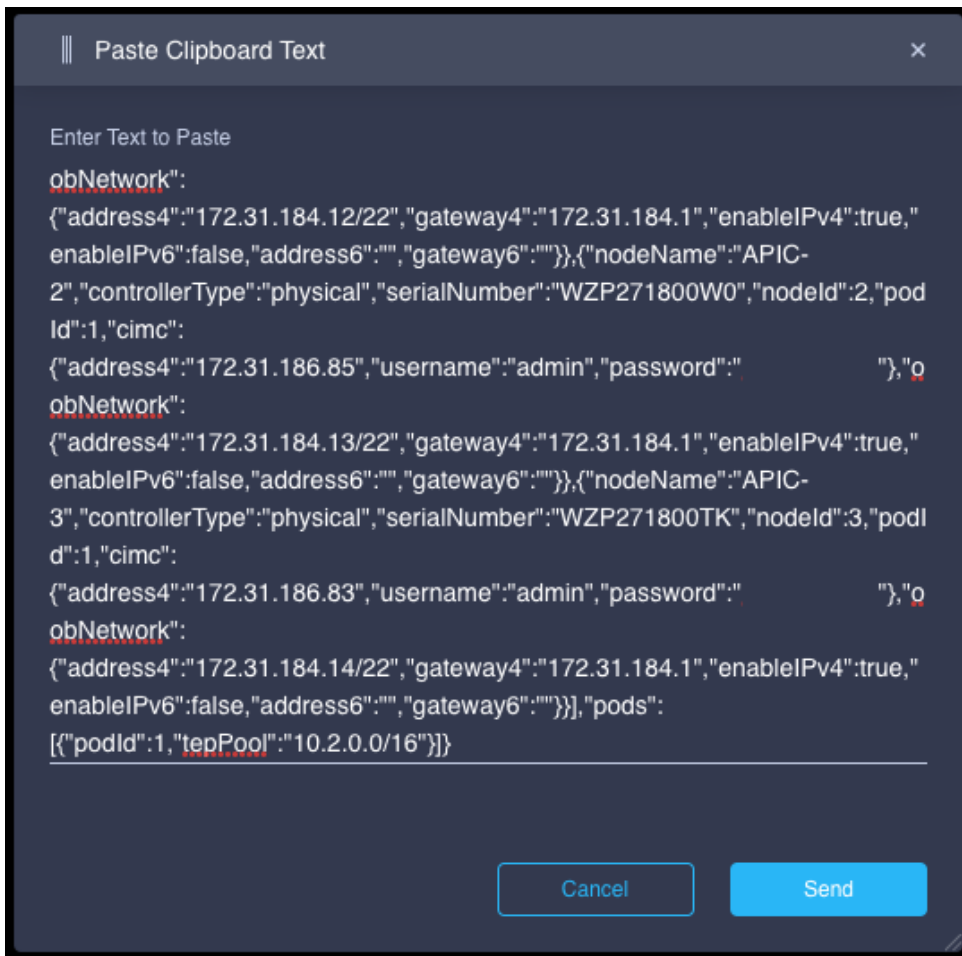 Paste Clipboard Text
Enter Text to Paste
obNetwork":
{"address4":"172.31.184.12/22","gateway4":"172.31.184.1","enableIPv4":true,"
enableIPv6":false,"address6":"","gateway6":""}},{"nodeName":"APIC-
2","controllerType":"physical","serialNumber":"WZP271800W0","nodeId":2,"pod
Id":1,"cimc":
{"address4":"172.31.186.85","username":"admin","password":" "},"o
obNetwork":
{"address4":"172.31.184.13/22","gateway4":"172.31.184.1","enableIPv4":true,"
enableIPv6":false,"address6":"","gateway6":""}},{"nodeName":"APIC-
3","controllerType":"physical","serialNumber":"WZP271800TK","nodeId":3,"podI
d":1,"cimc":
{"address4":"172.31.186.83","username":"admin","password":" "},"o
obNetwork":
{"address4":"172.31.184.14/22","gateway4":"172.31.184.1","enableIPv4":true,"
enableIPv6":false,"address6":"","gateway6":""}}],"pods":
[{"podId":1,"tepPool":"10.2.0.0/16"}]}
Cancel Send